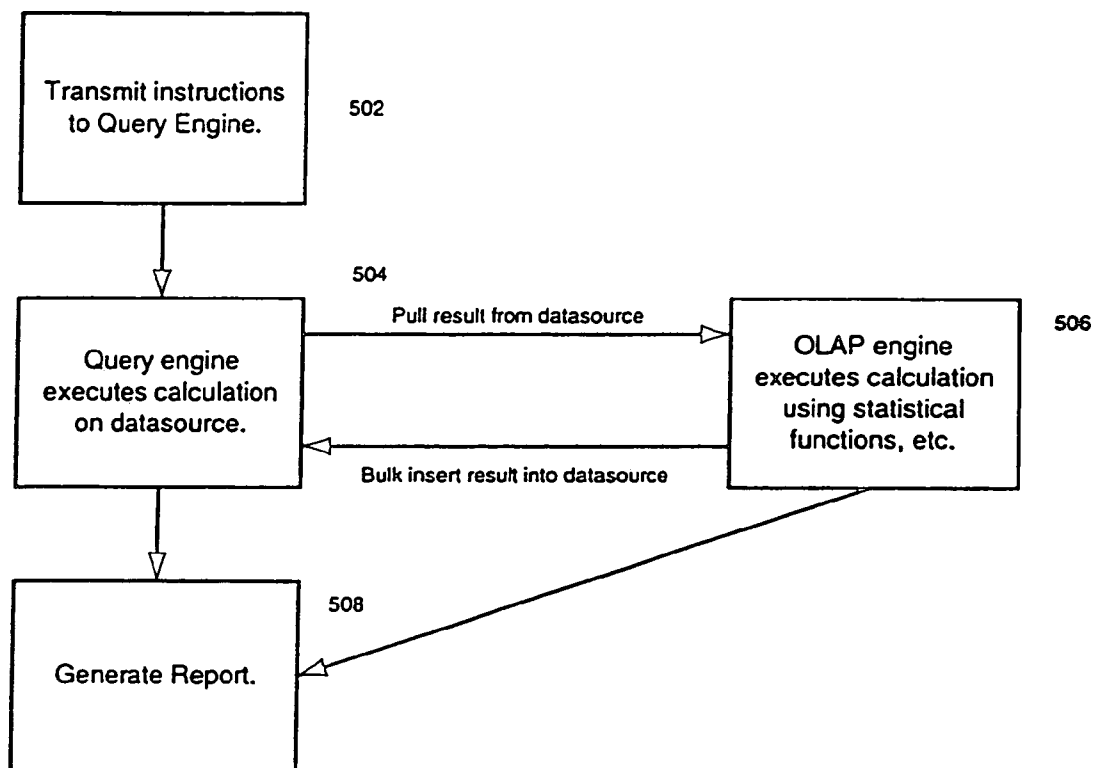 Transmit instructions
to Query Engine.
502
504
Query engine
executes calculation
on datasource.
Pull result from datasource
Bulk insert result into datasource
506
OLAP engine
executes calculation
using statistical
functions, etc.
508
Generate Report.